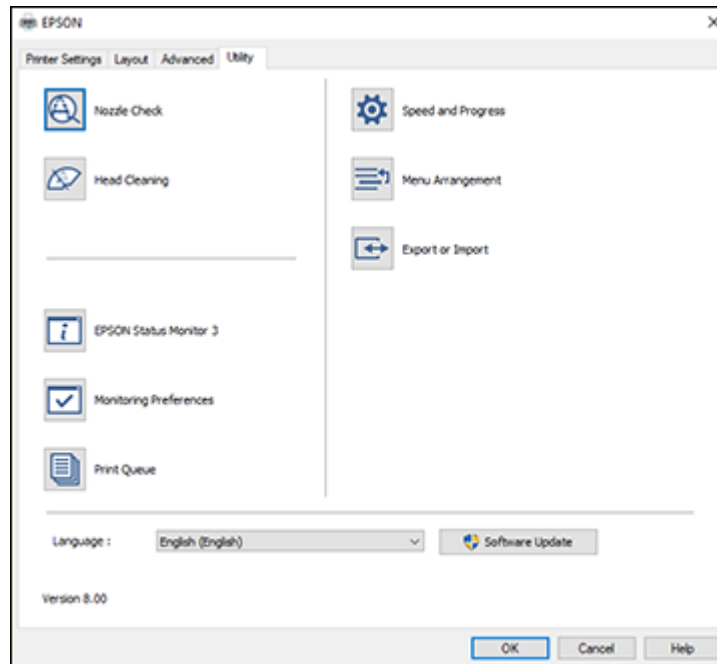 EPSON
Printer Settings Layout Advanced Utility
Nozzle Check
Head Cleaning
EPSON Status Monitor 3
Monitoring Preferences
Print Queue
Speed and Progress
Menu Arrangement
Export or Import
Language : English (English) Software Update
Version 8.00
OK Cancel Help